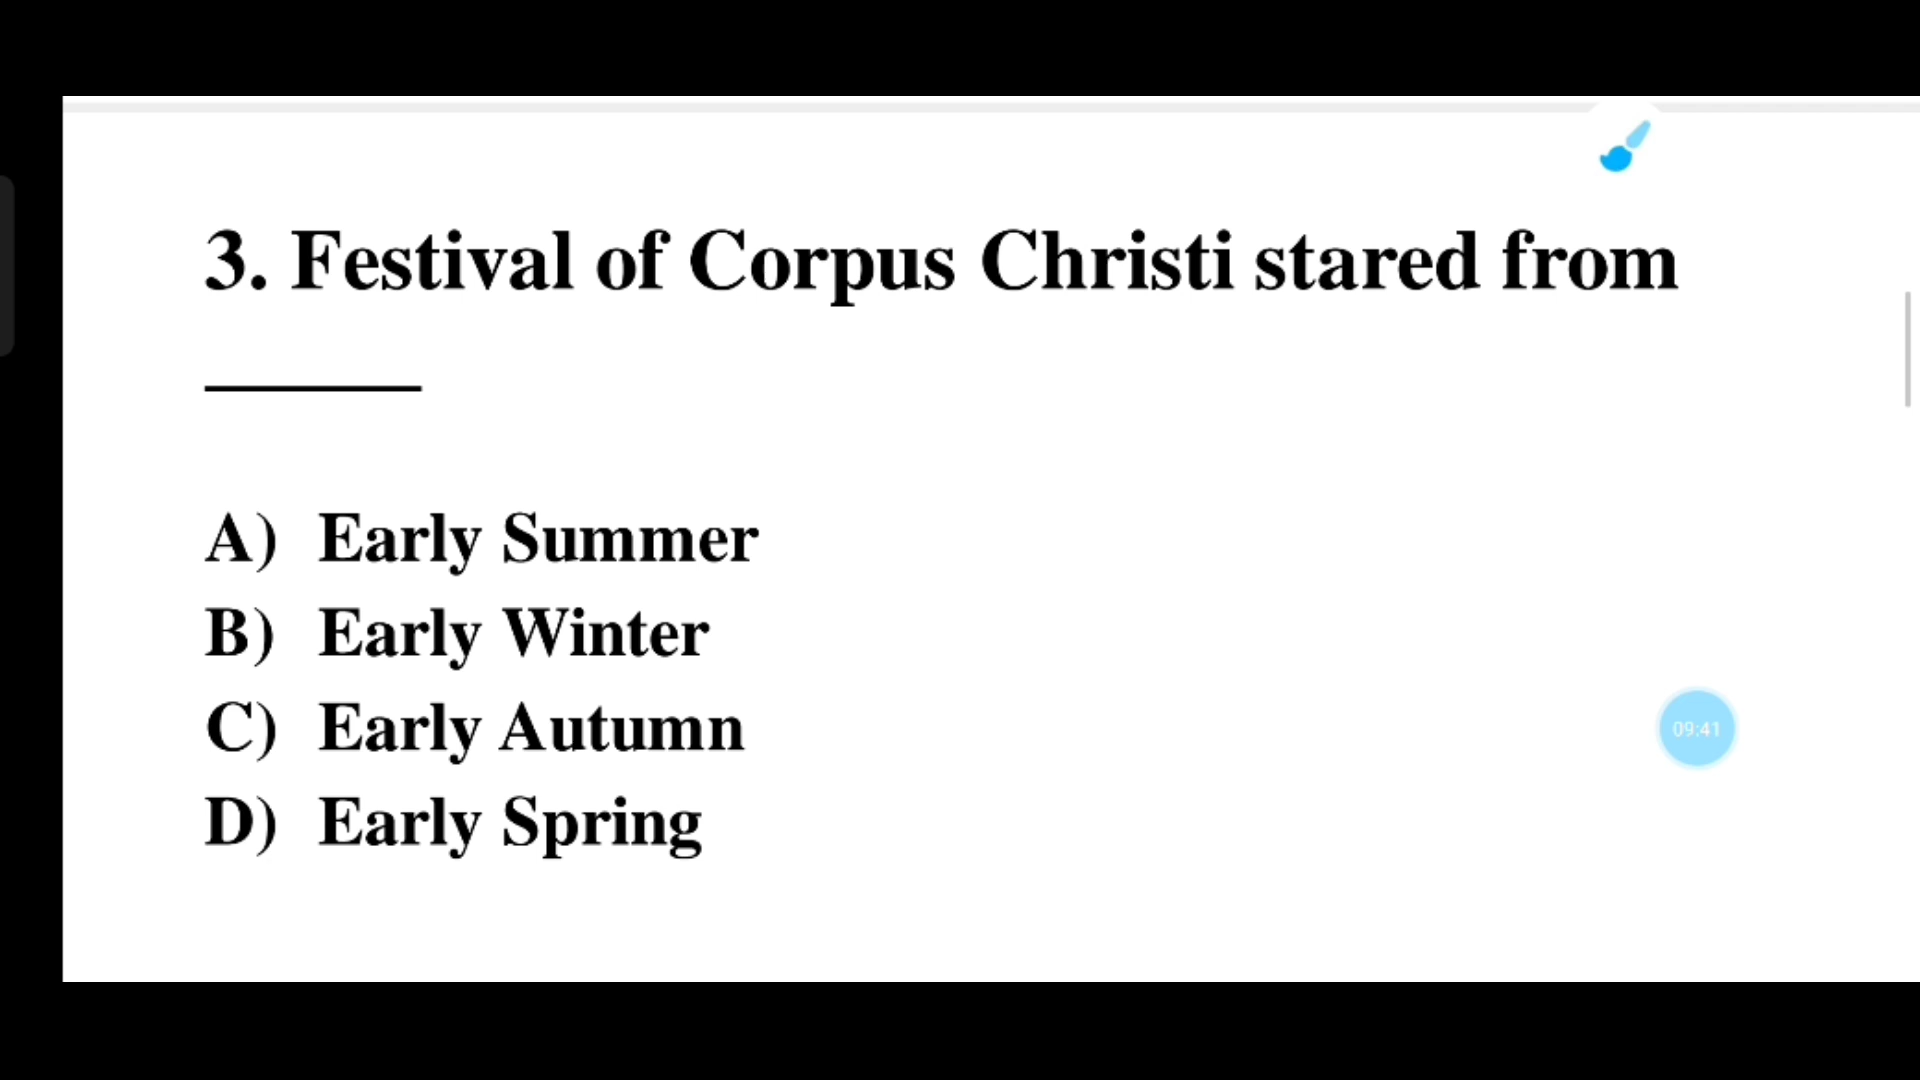 3. Festival of Corpus Christi stared from
______
A) Early Summer
B) Early Winter
C) Early Autumn
D) Early Spring
09:41